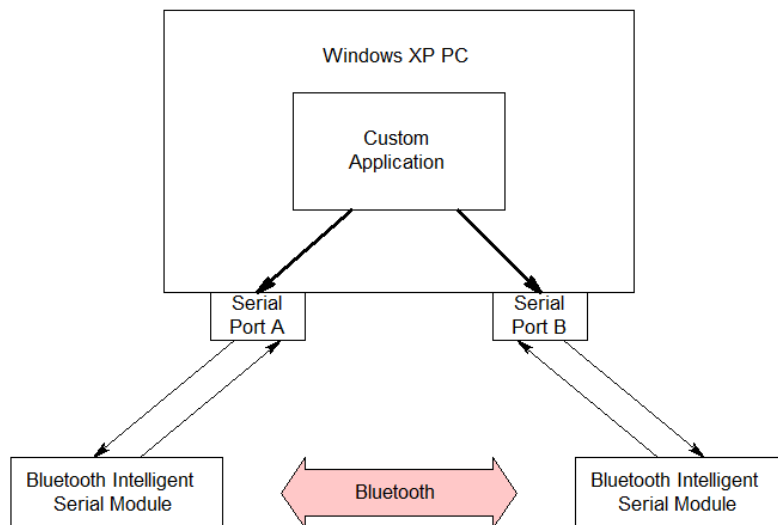 Windows XP PC
Custom
Application
Serial
Port A
Serial
Port B
Bluetooth Intelligent
Serial Module
Bluetooth
Bluetooth Intelligent
Serial Module